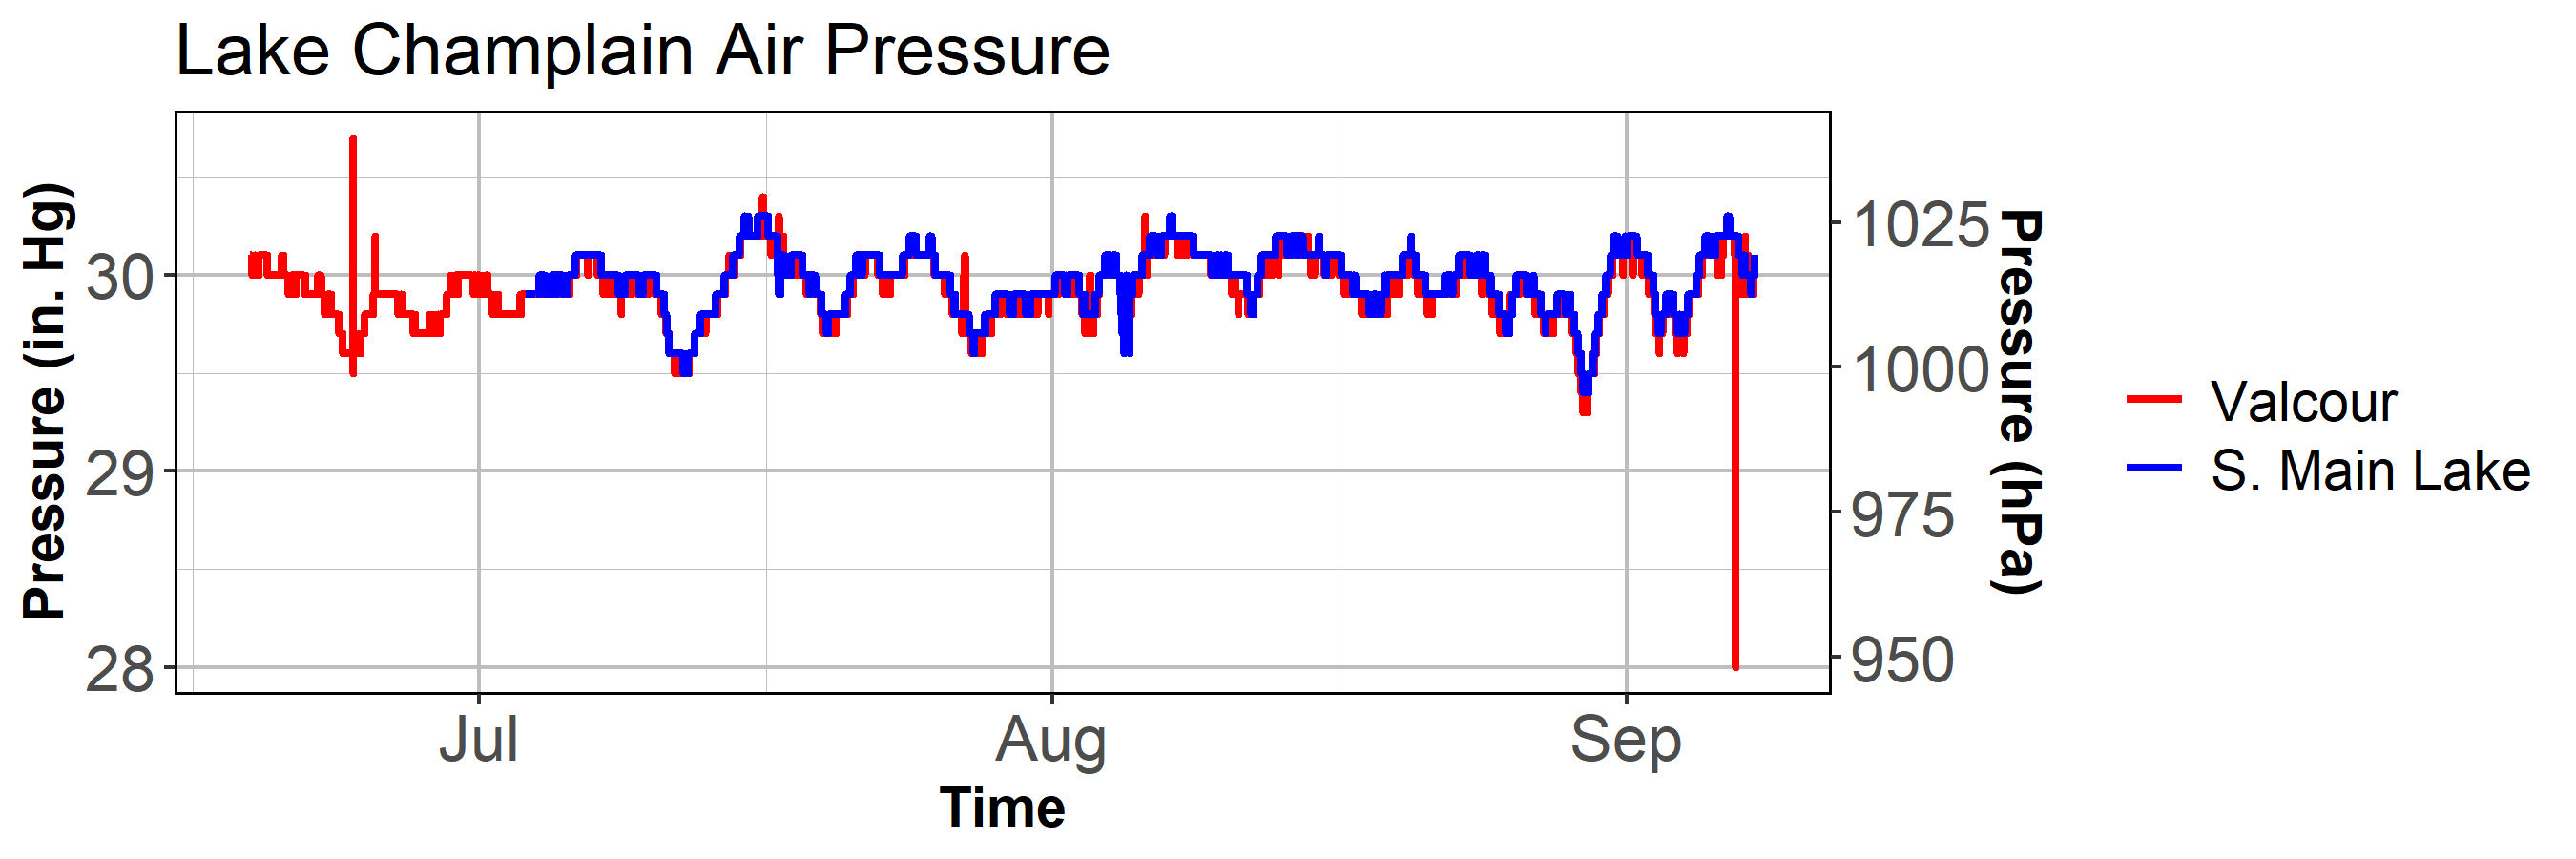 Lake Champlain Air Pressure
Pressure (in. Hg)
30
29
28
1025
1000
975
950
Pressure (hPa)
Jul
Aug
Sep
Time
Valcour
S. Main Lake